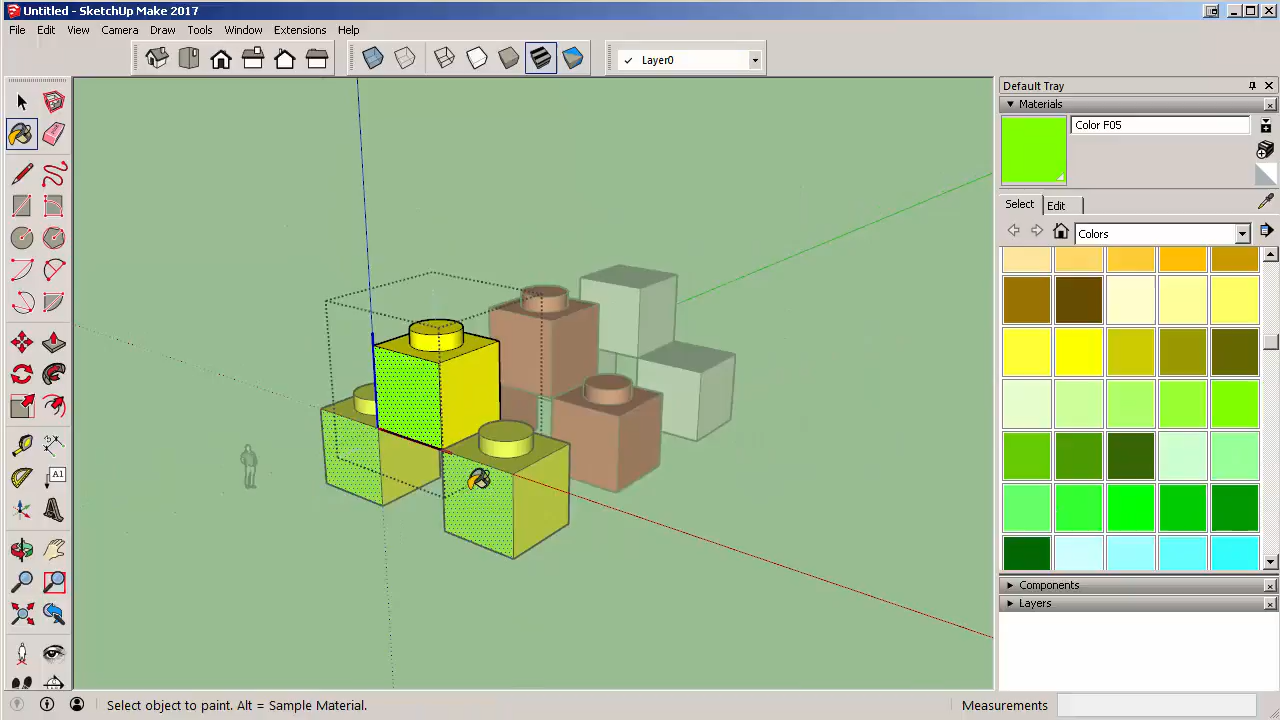 Untitled - SketchUp Make 2017
File Edit View Camera Draw Tools Window Extensions Help
Layer0
Default Tray
Materials
Color F05
Select Edit
Colors
A1
Components
Layers
Select object to paint. Alt = Sample Material.
Measurements